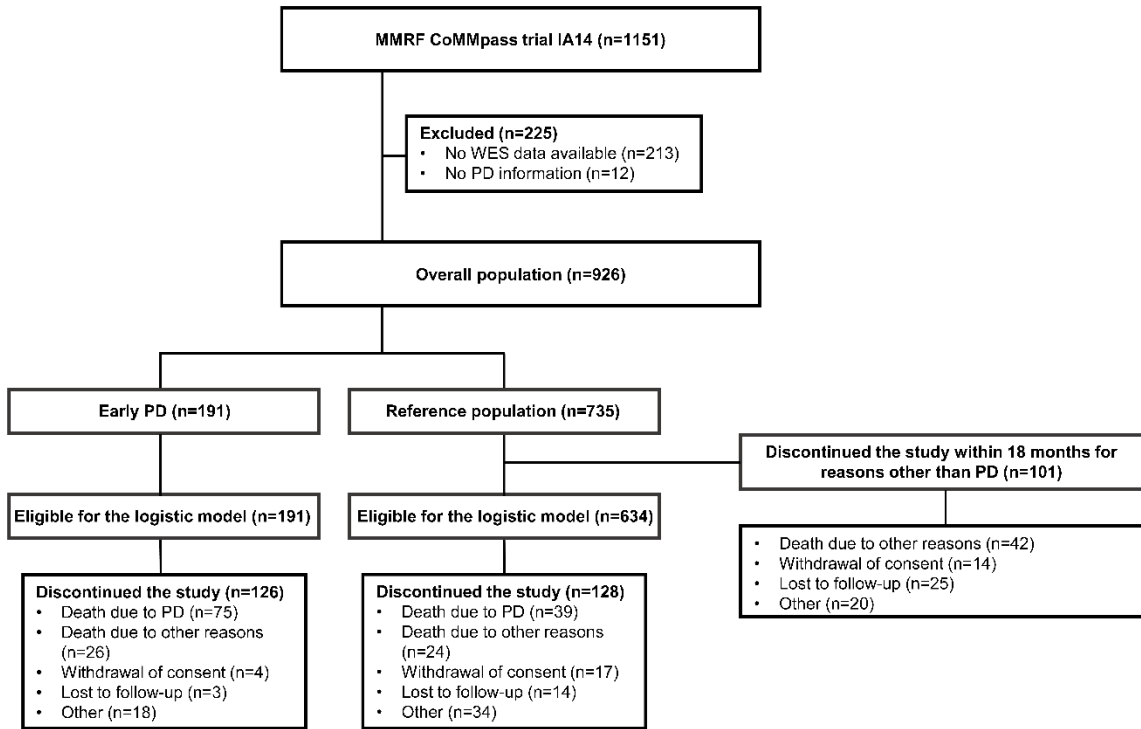 MMRF CoMMpass trial IA14 (n=1151)
Excluded (n=225)
• No WES data available (n=213)
• No PD information (n=12)
Overall population (n=926)
Early PD (n=191)
Reference population (n=735)
Discontinued the study within 18 months for
reasons other than PD (n=101)
Eligible for the logistic model (n=191)
Eligible for the logistic model (n=634)
• Death due to other reasons (n=42)
• Withdrawal of consent (n=14)
• Lost to follow-up (n=25)
• Other (n=20)
Discontinued the study (n=126)
• Death due to PD (n=75)
• Death due to other reasons
(n=26)
• Withdrawal of consent (n=4)
• Lost to follow-up (n=3)
• Other (n=18)
Discontinued the study (n=128)
• Death due to PD (n=39)
• Death due to other reasons
(n=24)
• Withdrawal of consent (n=17)
• Lost to follow-up (n=14)
• Other (n=34)